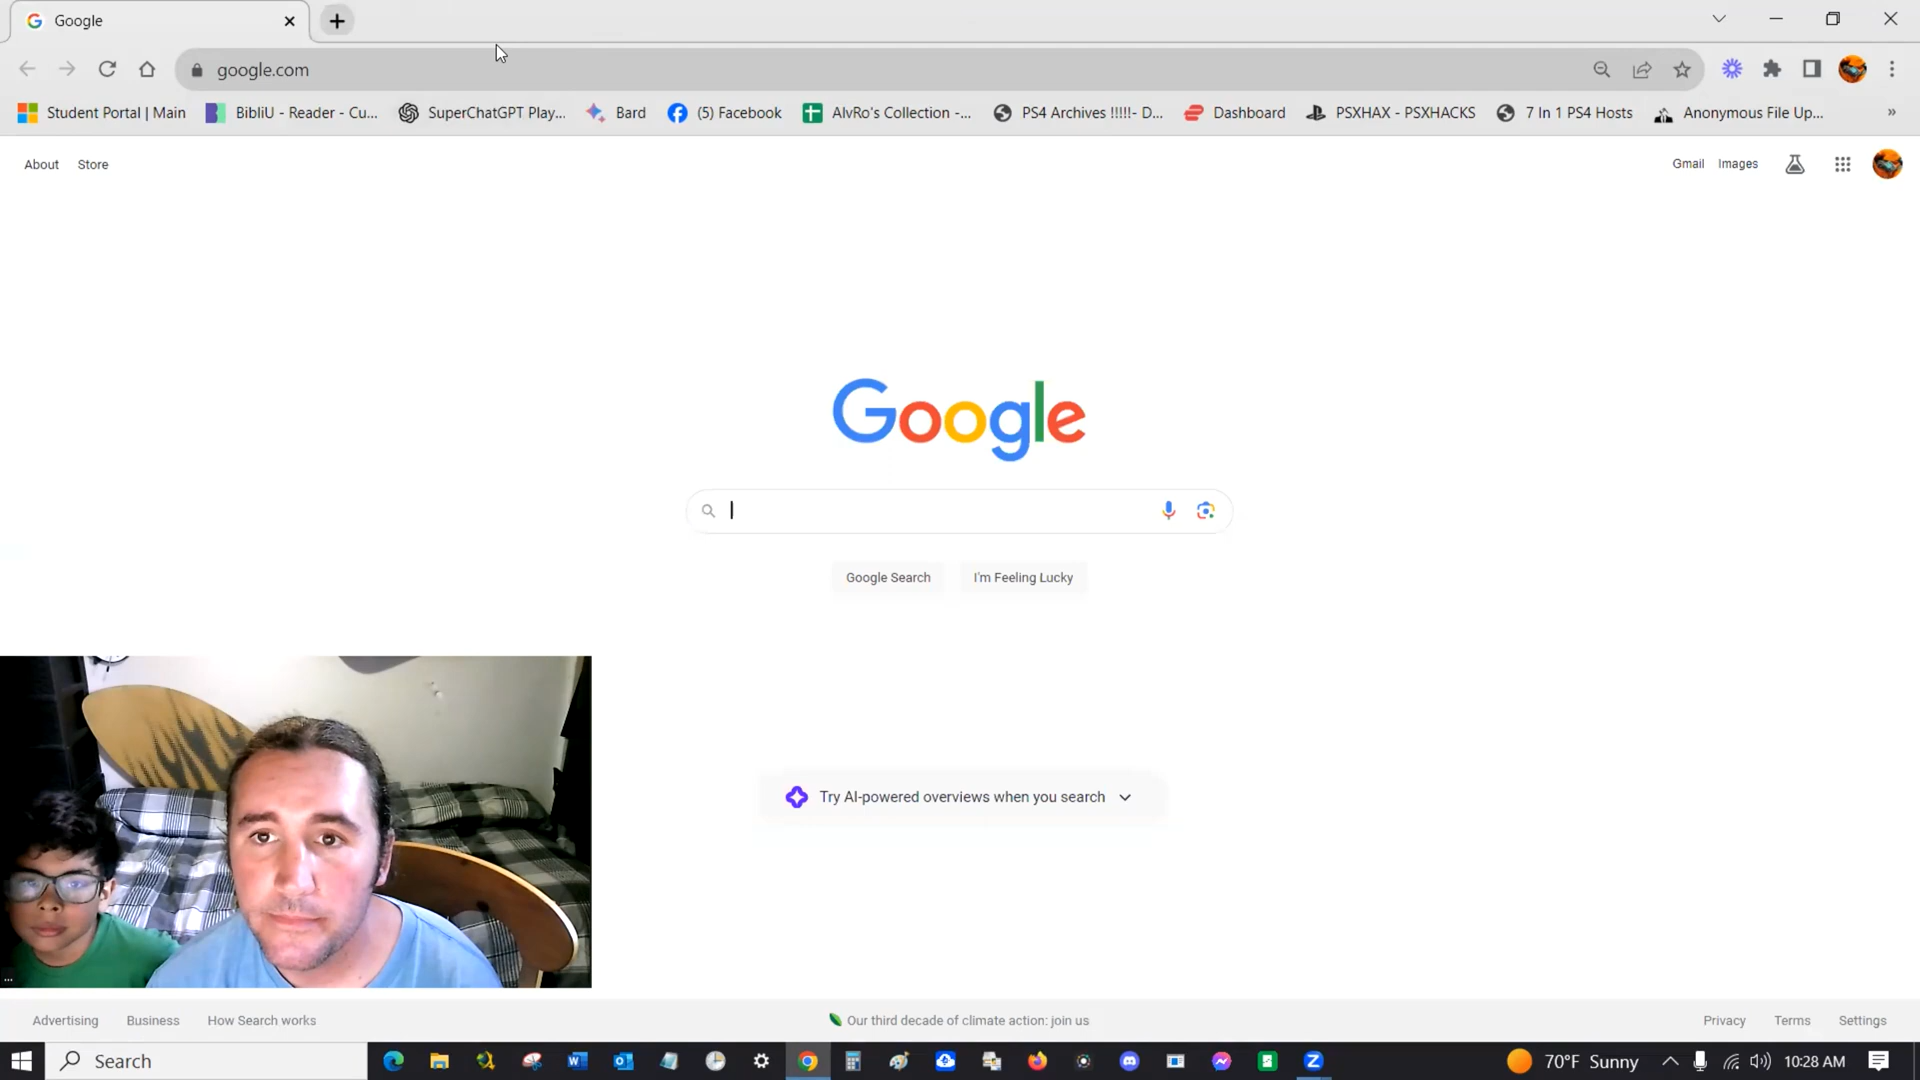 Google
google.com
Student Portal | Main
BibliU - Reader - Cu...
SuperChatGPT Play...
Bard
(5) Facebook
AlvRo's Collection -...
PS4 Archives !!!!!- D...
Dashboard
PSXHAX - PSXHACKS
7 In 1 PS4 Hosts
Anonymous File Up...
»
About
Store
Gmail
Images
Google
Google Search
I'm Feeling Lucky
Try AI-powered overviews when you search
...
Advertising
Business
How Search works
Our third decade of climate action: join us
Privacy
Terms
Settings
Search
70°F Sunny
10:28 AM